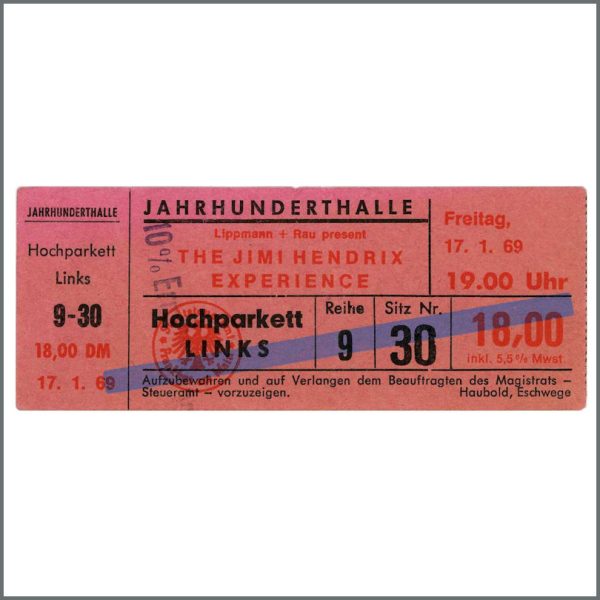 JAHRHUNDERTHALLE
Hochparkett
Links
9-30
18,00 DM
17. 1. 69
JAHRHUNDERTHALLE
Lippmann + Rau present
THE JIMI HENDRIX
EXPERIENCE
Freitag,
17. 1. 69
19.00 Uhr
Hochparkett
LINKS
Reihe
9
Sitz Nr.
30
18,00
inkl. 5,5% Mwst.
Aufzubewahren und auf Verlangen dem Beauftragten des Magistrats –
Steueramt – vorzuzeigen.
Haubold, Eschwege
10%